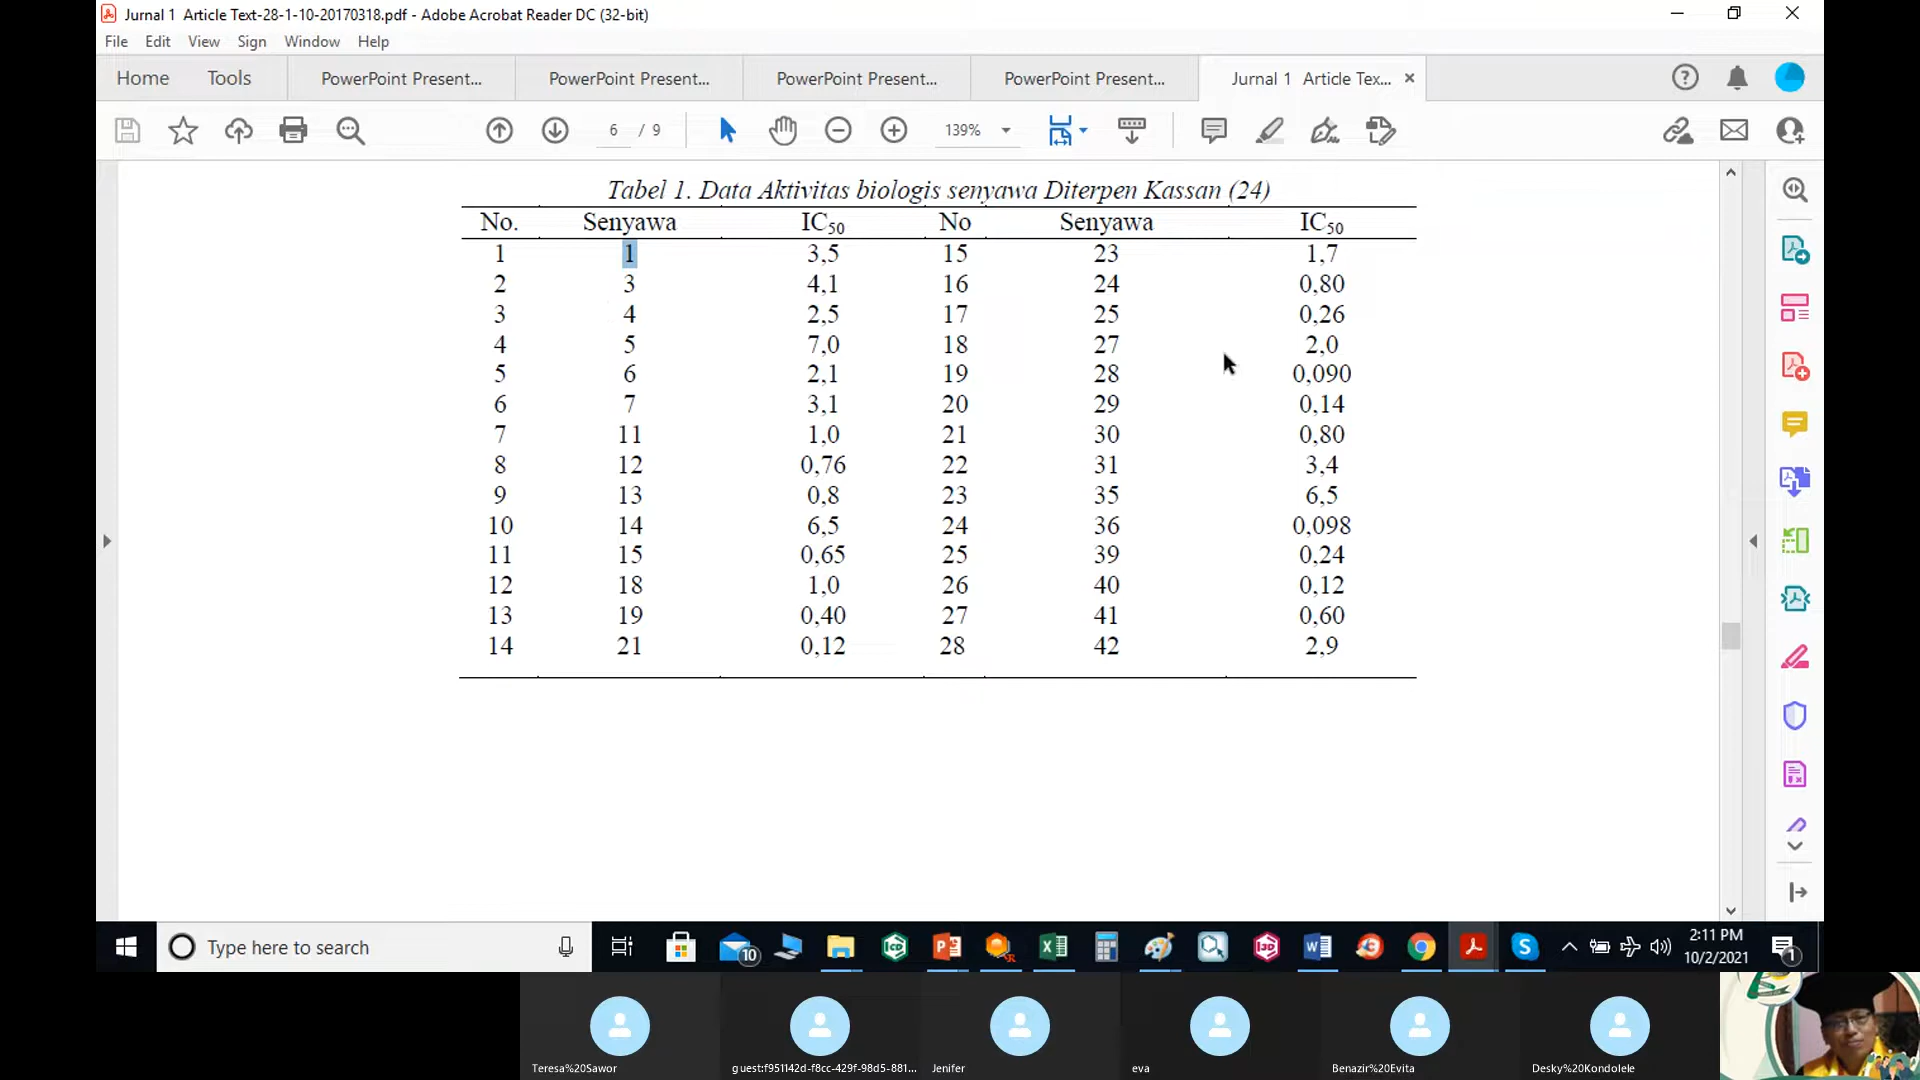 Jurnal 1 Article Text-28-1-10-20170318.pdf - Adobe Acrobat Reader DC (32-bit)
File Edit View Sign Window Help
Home Tools PowerPoint Present... PowerPoint Present... PowerPoint Present... PowerPoint Present... Jurnal 1 Article Tex... ×
6 / 9 139%
Tabel 1. Data Aktivitas biologis senyawa Diterpen Kassan (24)
No. Senyawa IC50 No Senyawa IC50
1 1 3,5 15 23 1,7
2 3 4,1 16 24 0,80
3 4 2,5 17 25 0,26
4 5 7,0 18 27 2,0
5 6 2,1 19 28 0,090
6 7 3,1 20 29 0,14
7 11 1,0 21 30 0,80
8 12 0,76 22 31 3,4
9 13 0,8 23 35 6,5
10 14 6,5 24 36 0,098
11 15 0,65 25 39 0,24
12 18 1,0 26 40 0,12
13 19 0,40 27 41 0,60
14 21 0,12 28 42 2,9
Type here to search
10
2:11 PM
10/2/2021
1
Teresa%20Sawor guest:f951142d-f8cc-429f-98d5-881... Jenifer eva Benazir%20Evita Desky%20Kondolele